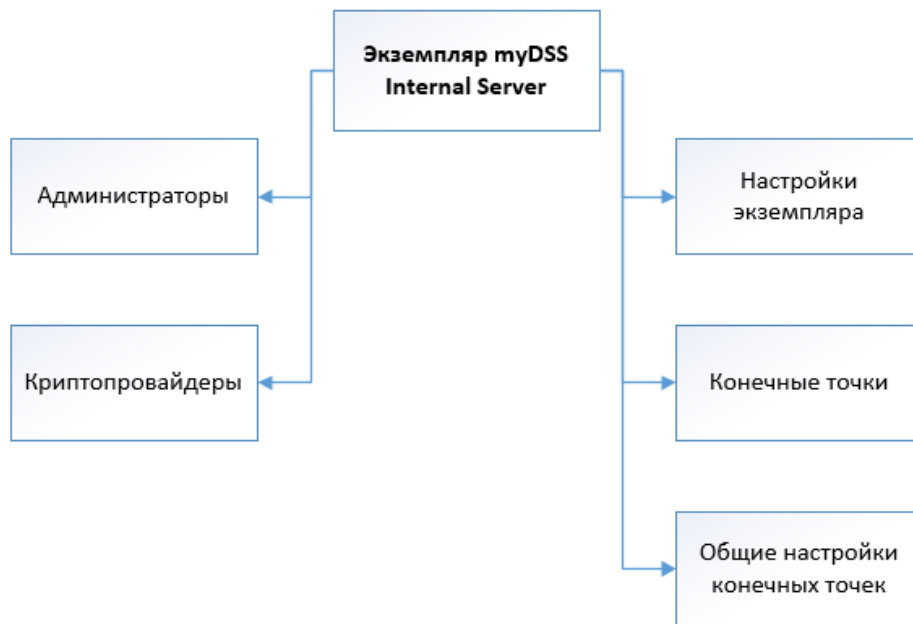 Экземпляр myDSS
Internal Server
Администраторы
Настройки
экземпляра
Криптопровайдеры
Конечные точки
Общие настройки
конечных точек